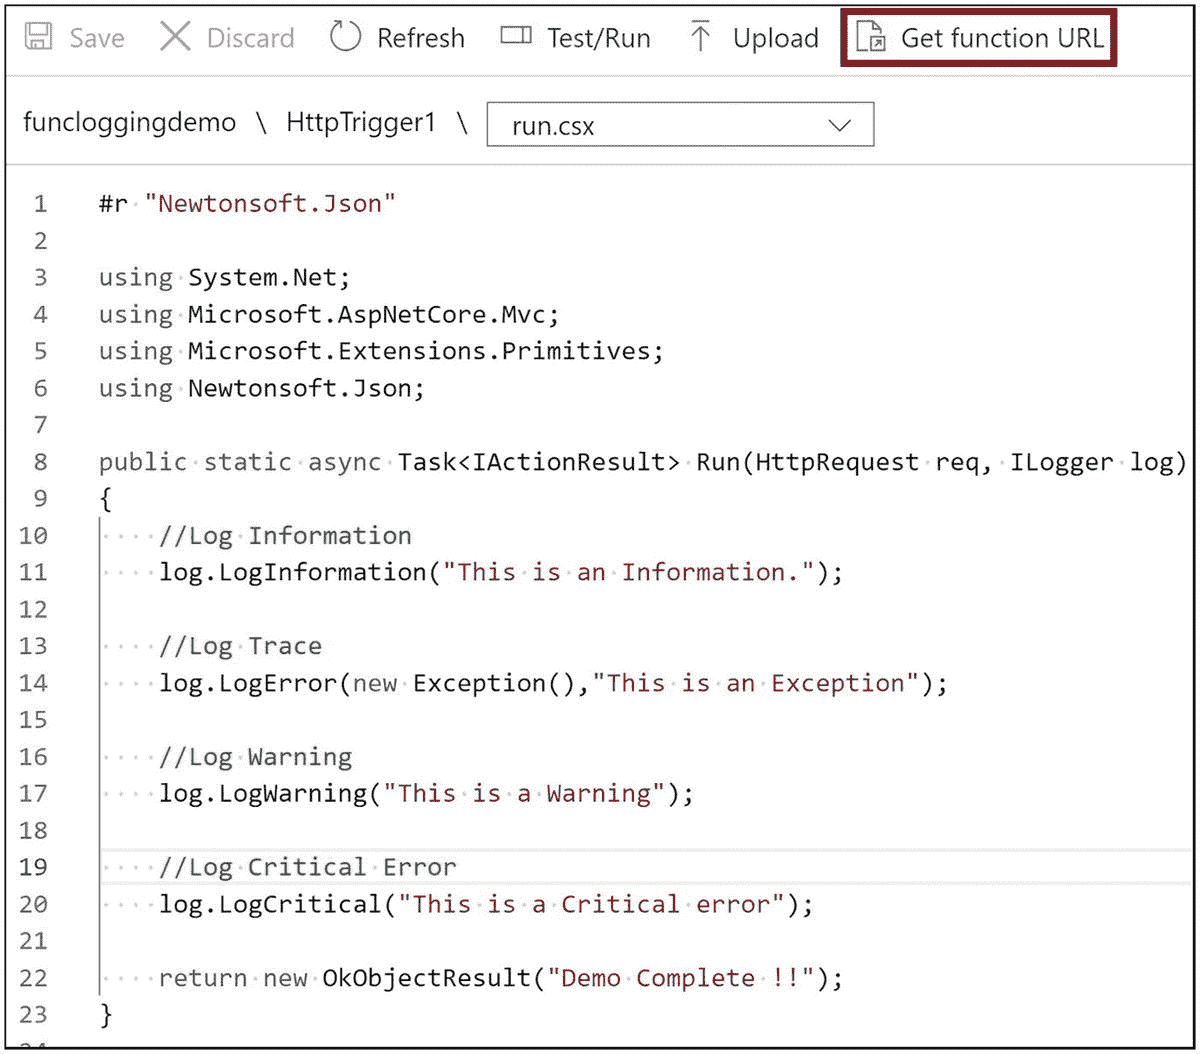 Save Discard Refresh Test/Run Upload Get function URL
funcloggingdemo \ HttpTrigger1 \ run.csx
1 #r "Newtonsoft.Json"
2
3 using System.Net;
4 using Microsoft.AspNetCore.Mvc;
5 using Microsoft.Extensions.Primitives;
6 using Newtonsoft.Json;
7
8 public static async Task<IActionResult> Run(HttpRequest req, ILogger log)
9 {
10 //Log Information
11 log.LogInformation("This is an Information.");
12
13 //Log Trace
14 log.LogError(new Exception(),"This is an Exception");
15
16 //Log Warning
17 log.LogWarning("This is a Warning");
18
19 //Log Critical Error
20 log.LogCritical("This is a Critical error");
21
22 return new OkObjectResult("Demo Complete !!");
23 }